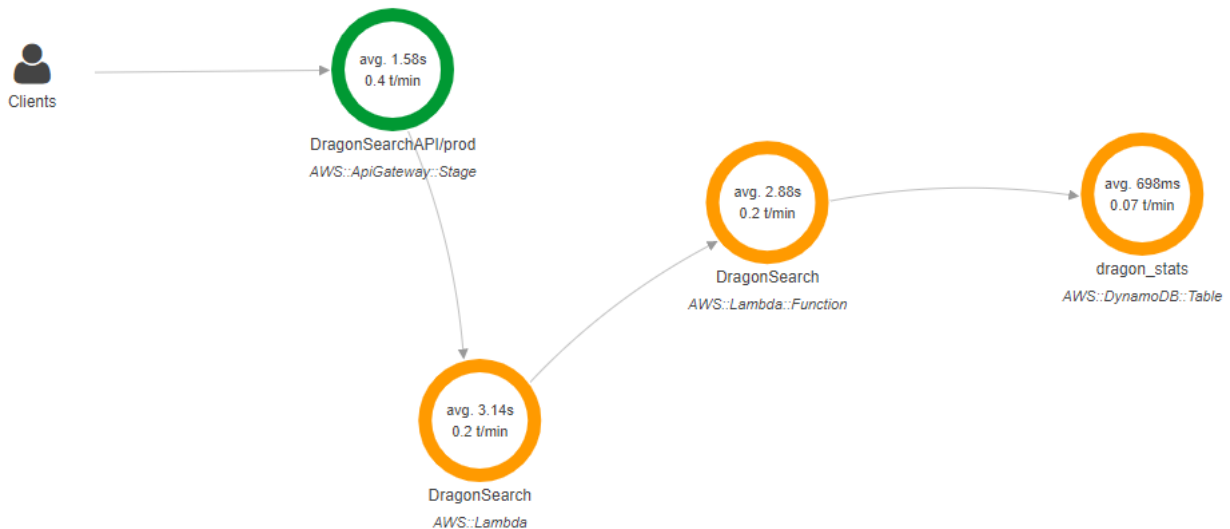 Clients
avg. 1.58s
0.4 t/min
DragonSearchAPI/prod
AWS::ApiGateway::Stage
avg. 3.14s
0.2 t/min
DragonSearch
AWS::Lambda
avg. 2.88s
0.2 t/min
DragonSearch
AWS::Lambda::Function
avg. 698ms
0.07 t/min
dragon_stats
AWS::DynamoDB::Table